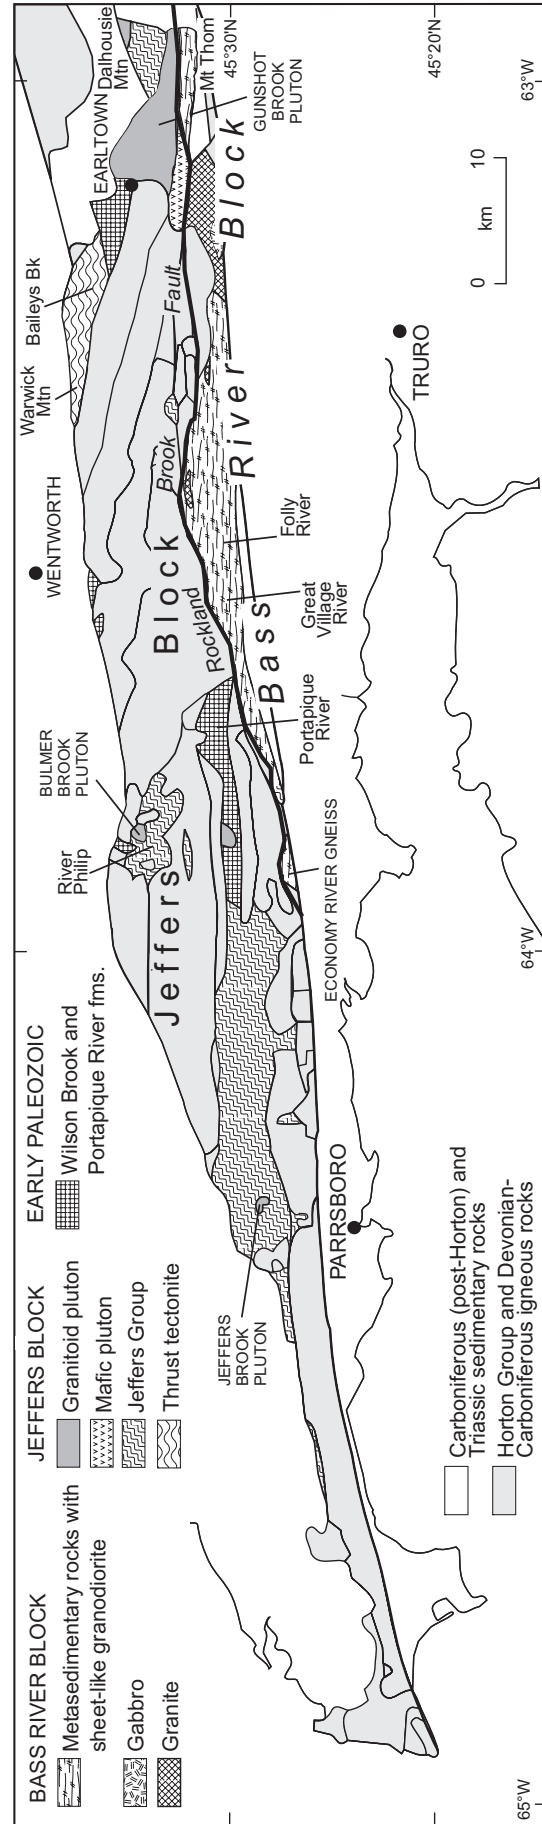 BASS RIVER BLOCK
Metasedimentary rocks with
sheet-like granodiorite
Gabbro
Granite
JEFFERS BLOCK
Granitoid pluton
Mafic pluton
Jeffers Group
Thrust tectonite
EARLY PALEOZOIC
Wilson Brook and
Portapique River fms.
Carboniferous (post-Horton) and
Triassic sedimentary rocks
Horton Group and Devonian-
Carboniferous igneous rocks
River
Philip
BULMER
BROOK
PLUTON
WENTWORTH
Warwick
Mtn
Baileys Bk
EARLTOWN
Dalhousie
Mtn
Mt Thom
GUNSHOT
BROOK
PLUTON
Jeffers Block
Rockland Brook Fault
Bass River Block
JEFFERS
BROOK
PLUTON
PARRSBORO
ECONOMY RIVER GNEISS
Portapique
River
Great
Village
River
Folly
River
TRURO
0 10
km
45°30'N
45°20'N
65°W
64°W
63°W